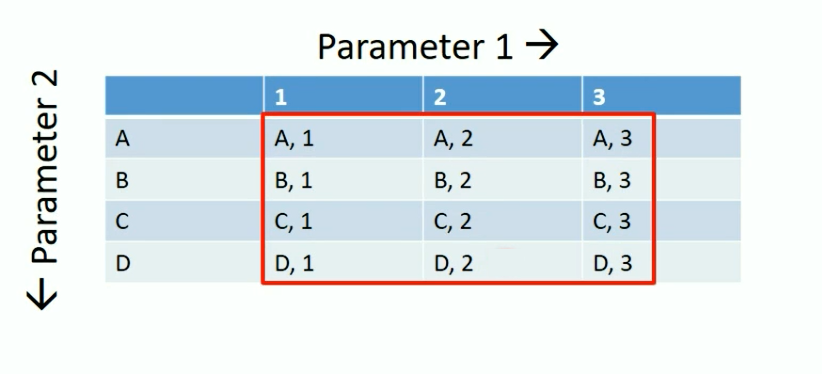 Parameter 1 →
← Parameter 2
1 2 3
A A, 1 A, 2 A, 3
B B, 1 B, 2 B, 3
C C, 1 C, 2 C, 3
D D, 1 D, 2 D, 3